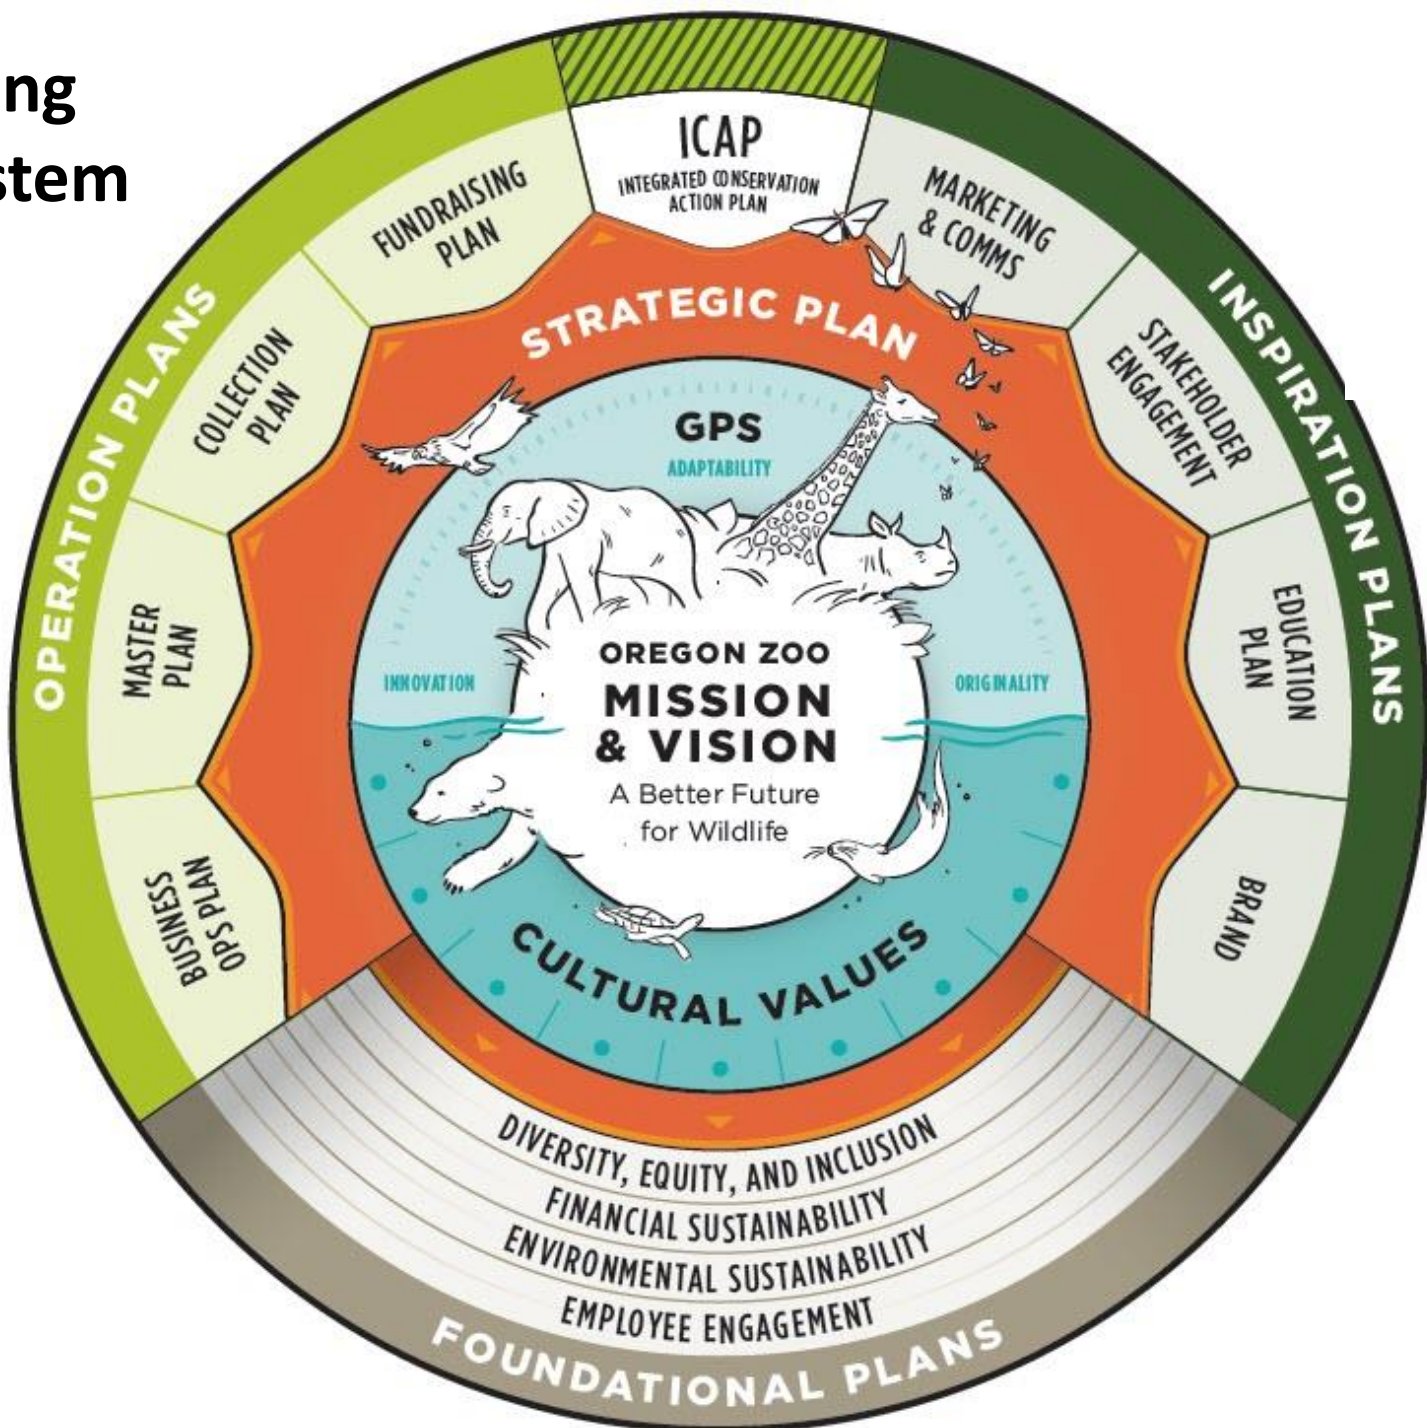 ng
stem
ICAP
INTEGRATED CONSERVATION
ACTION PLAN
FUNDRAISING
PLAN
MARKETING
& COMMS
COLLECTION
PLAN
STAKEHOLDER
ENGAGEMENT
MASTER
PLAN
EDUCATION
PLAN
BUSINESS
OPS PLAN
BRAND
OPERATION PLANS
INSPIRATION PLANS
STRATEGIC PLAN
GPS
ADAPTABILITY
INNOVATION
ORIGINALITY
OREGON ZOO
MISSION
& VISION
A Better Future
for Wildlife
CULTURAL VALUES
DIVERSITY, EQUITY, AND INCLUSION
FINANCIAL SUSTAINABILITY
ENVIRONMENTAL SUSTAINABILITY
EMPLOYEE ENGAGEMENT
FOUNDATIONAL PLANS